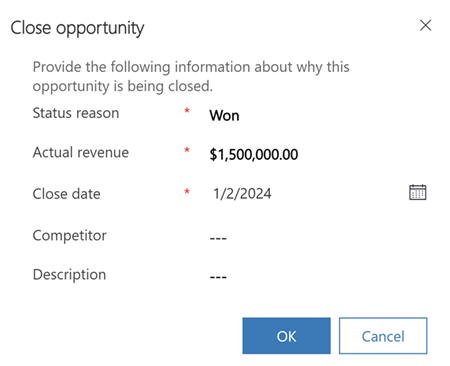 Close opportunity
Provide the following information about why this
opportunity is being closed.
Status reason * Won
Actual revenue * $1,500,000.00
Close date * 1/2/2024
Competitor ---
Description ---
OK Cancel